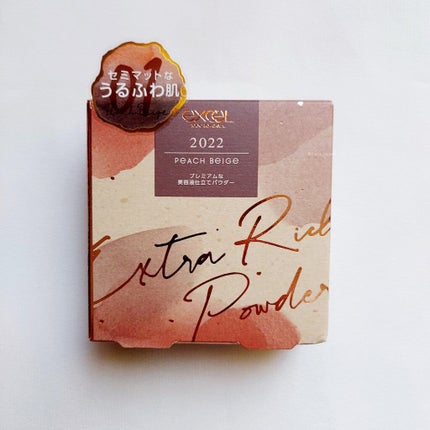 01
セミマットな
うるふわ肌
excel
2022
PEACH BEIGE
プレミアムな
美容液仕立てパウダー
Extra Rich
Powder